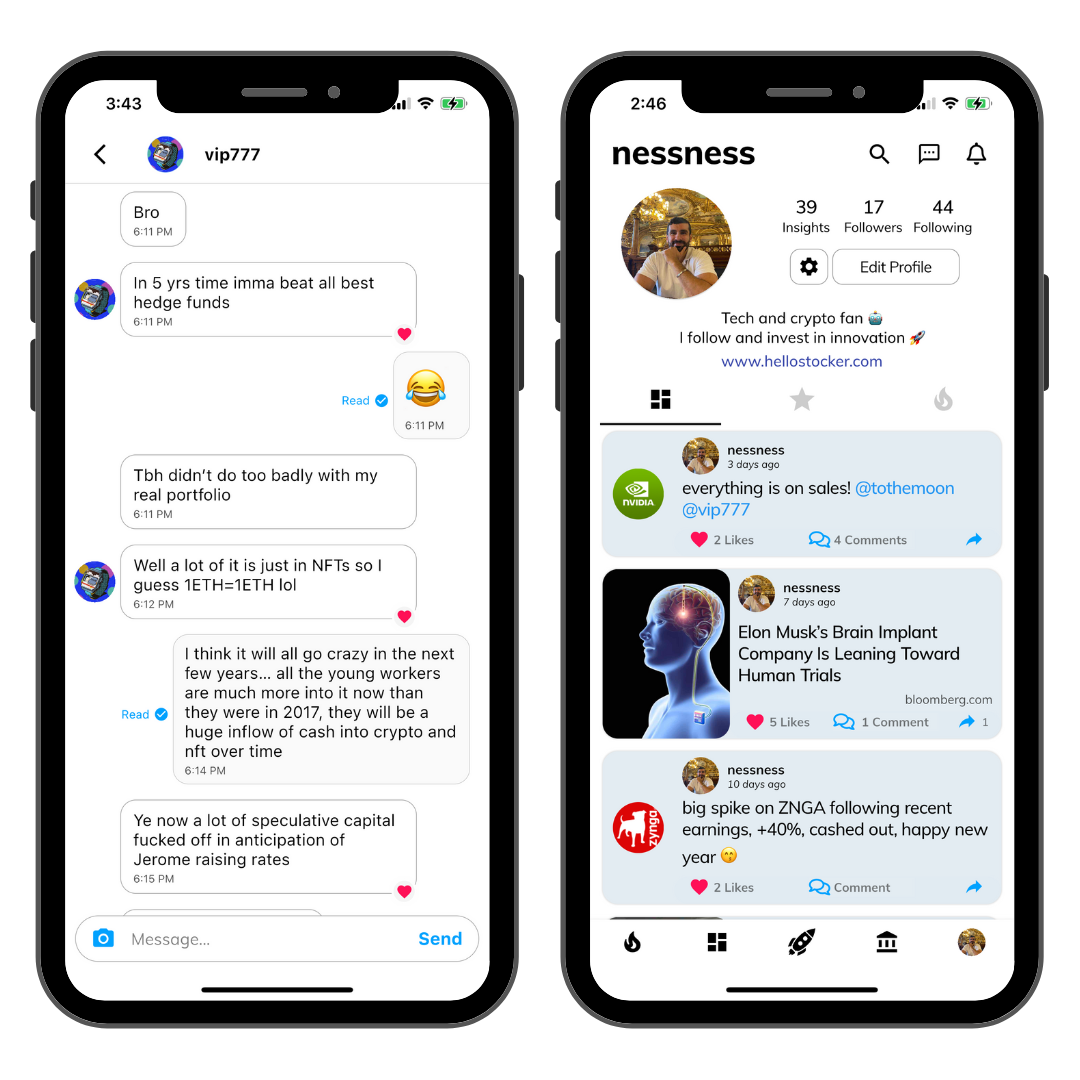 3:43
vip777
Bro
6:11 PM
In 5 yrs time imma beat all best
hedge funds
6:11 PM
Read
6:11 PM
Tbh didn't do too badly with my
real portfolio
6:11 PM
Well a lot of it is just in NFTs so I
guess 1ETH=1ETH lol
6:12 PM
I think it will all go crazy in the next
few years... all the young workers
are much more into it now than
they were in 2017, they will be a
huge inflow of cash into crypto and
nft over time
Read
6:14 PM
Ye now a lot of speculative capital
fucked off in anticipation of
Jerome raising rates
6:15 PM
Message...
Send
2:46
nessness
39
17
44
Insights
Followers
Following
Edit Profile
Tech and crypto fan 🤖
I follow and invest in innovation 🚀
www.hellostocker.com
nessness
3 days ago
NVIDIA
everything is on sales! @tothemoon
@vip777
2 Likes
4 Comments
nessness
7 days ago
Elon Musk's Brain Implant
Company Is Leaning Toward
Human Trials
bloomberg.com
5 Likes
1 Comment
1
nessness
10 days ago
zynga
big spike on ZNGA following recent
earnings, +40%, cashed out, happy new
year 😙
2 Likes
Comment